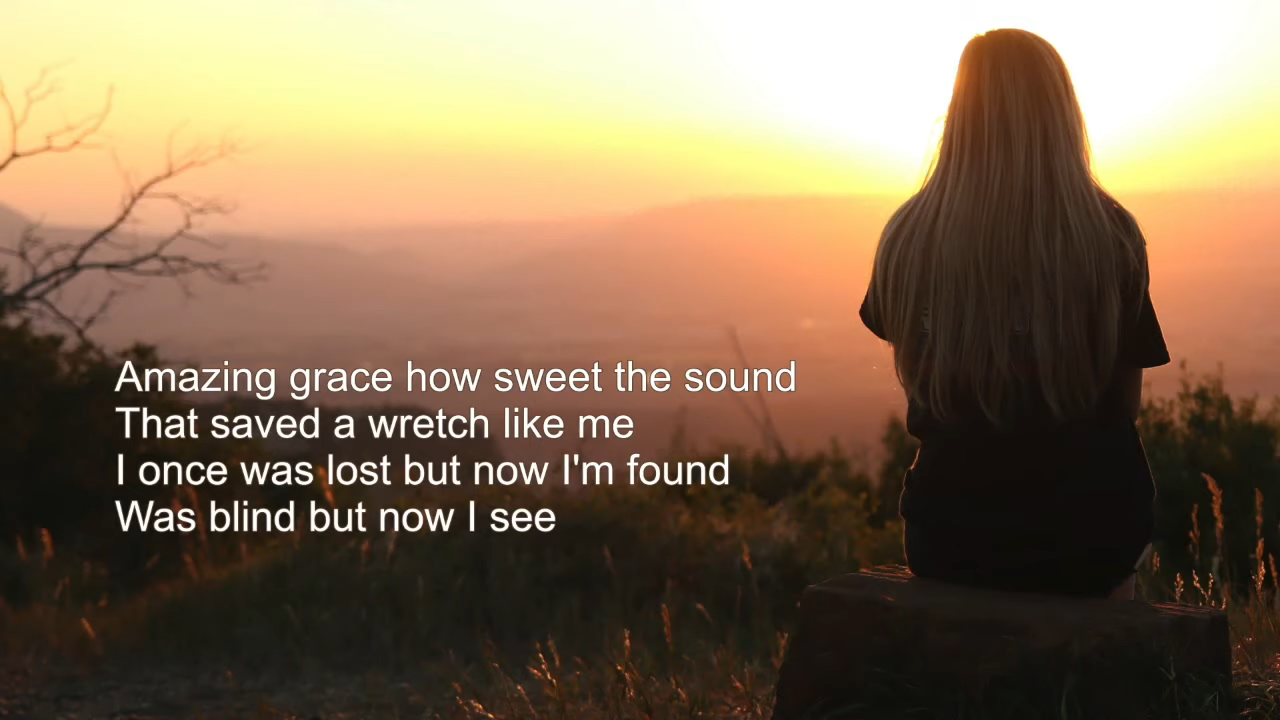 Amazing grace how sweet the sound
That saved a wretch like me
I once was lost but now I'm found
Was blind but now I see